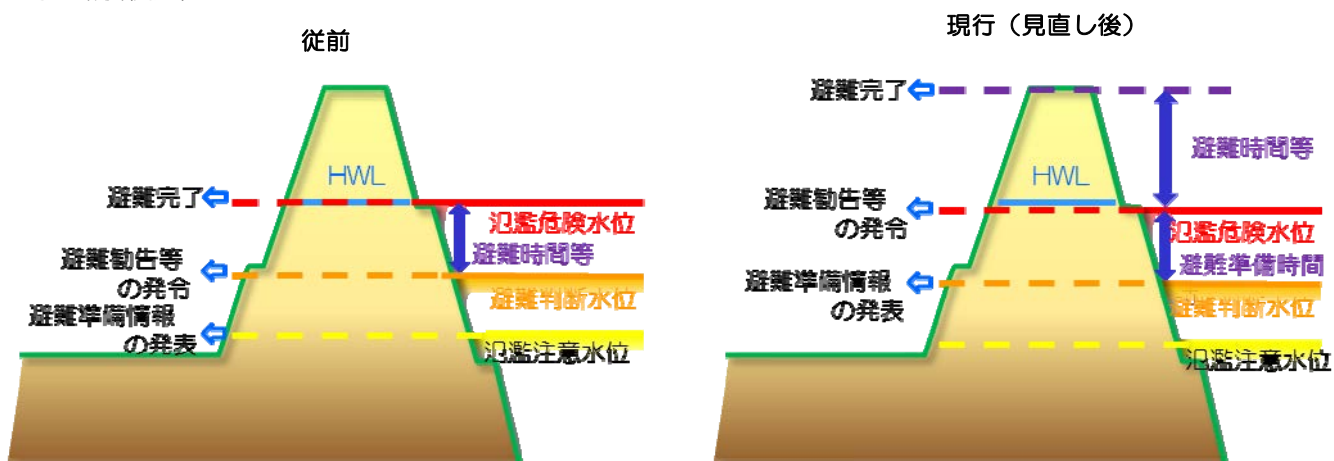 従前
HWL
避難完了
氾濫危険水位
避難時間等
避難勧告等
の発令
避難判断水位
避難準備情報
の発表
氾濫注意水位
現行（見直し後）
避難完了
避難時間等
HWL
避難勧告等
の発令
氾濫危険水位
避難準備時間
避難準備情報
の発表
避難判断水位
氾濫注意水位